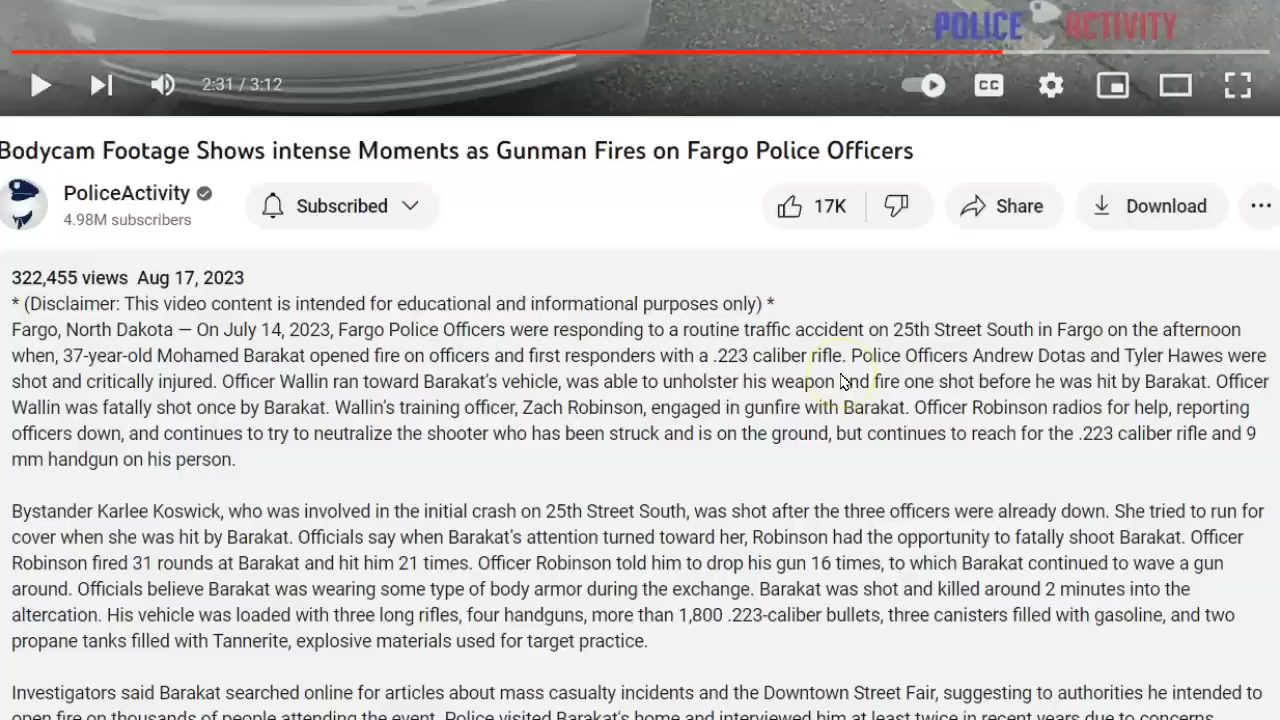 POLICE ACTIVITY
2:31 / 3:12
CC
Bodycam Footage Shows intense Moments as Gunman Fires on Fargo Police Officers
PoliceActivity
4.98M subscribers
Subscribed
17K
Share
Download
322,455 views Aug 17, 2023
* (Disclaimer: This video content is intended for educational and informational purposes only) *
Fargo, North Dakota — On July 14, 2023, Fargo Police Officers were responding to a routine traffic accident on 25th Street South in Fargo on the afternoon
when, 37-year-old Mohamed Barakat opened fire on officers and first responders with a .223 caliber rifle. Police Officers Andrew Dotas and Tyler Hawes were
shot and critically injured. Officer Wallin ran toward Barakat's vehicle, was able to unholster his weapon and fire one shot before he was hit by Barakat. Officer
Wallin was fatally shot once by Barakat. Wallin's training officer, Zach Robinson, engaged in gunfire with Barakat. Officer Robinson radios for help, reporting
officers down, and continues to try to neutralize the shooter who has been struck and is on the ground, but continues to reach for the .223 caliber rifle and 9
mm handgun on his person.
Bystander Karlee Koswick, who was involved in the initial crash on 25th Street South, was shot after the three officers were already down. She tried to run for
cover when she was hit by Barakat. Officials say when Barakat's attention turned toward her, Robinson had the opportunity to fatally shoot Barakat. Officer
Robinson fired 31 rounds at Barakat and hit him 21 times. Officer Robinson told him to drop his gun 16 times, to which Barakat continued to wave a gun
around. Officials believe Barakat was wearing some type of body armor during the exchange. Barakat was shot and killed around 2 minutes into the
altercation. His vehicle was loaded with three long rifles, four handguns, more than 1,800 .223-caliber bullets, three canisters filled with gasoline, and two
propane tanks filled with Tannerite, explosive materials used for target practice.
Investigators said Barakat searched online for articles about mass casualty incidents and the Downtown Street Fair, suggesting to authorities he intended to
open fire on thousands of people attending the event. Police visited Barakat's home and interviewed him at least twice in recent years due to concerns